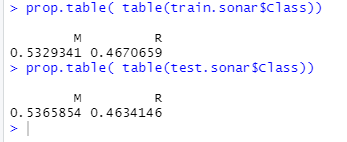 > prop.table( table(train.sonar$Class))
M R
0.5329341 0.4670659
> prop.table( table(test.sonar$Class))
M R
0.5365854 0.4634146
>